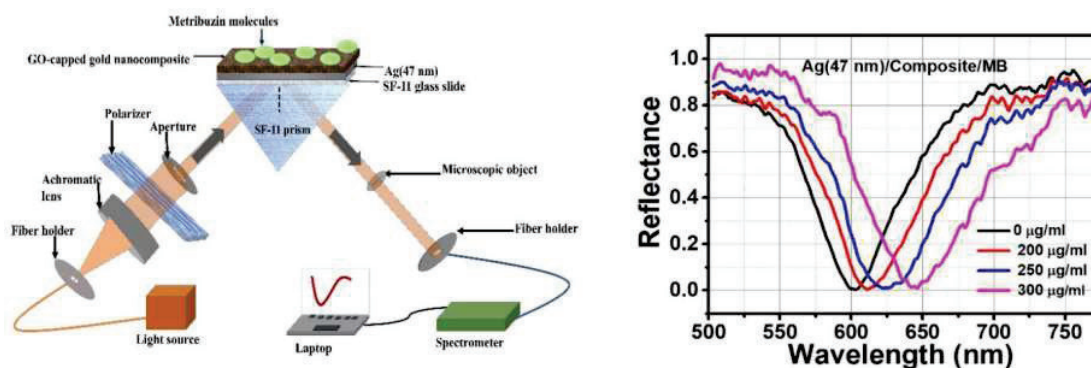 Metribuzin molecules
GO-capped gold nanocomposite
Ag(47 nm)
SF-11 glass slide
SF-11 prism
Polarizer
Aperture
Achromatic
lens
Fiber holder
Microscopic object
Fiber holder
Light source
Laptop
Spectrometer
Ag(47 nm)/Composite/MB
Reflectance
1.0
0.8
0.6
0.4
0.2
0.0
0 µg/ml
200 µg/ml
250 µg/ml
300 µg/ml
500 550 600 650 700 750
Wavelength (nm)